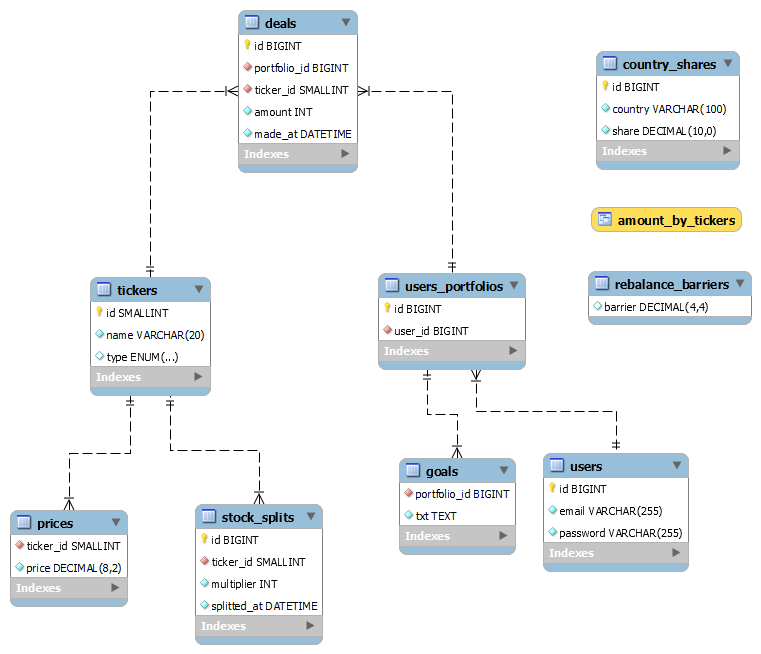 deals
id BIGINT
portfolio_id BIGINT
ticker_id SMALLINT
amount INT
made_at DATETIME
Indexes
country_shares
id BIGINT
country VARCHAR(100)
share DECIMAL(10,0)
Indexes
amount_by_tickers
rebalance_barriers
barrier DECIMAL(4,4)
tickers
id SMALLINT
name VARCHAR(20)
type ENUM(...)
Indexes
users_portfolios
id BIGINT
user_id BIGINT
Indexes
goals
portfolio_id BIGINT
txt TEXT
Indexes
users
id BIGINT
email VARCHAR(255)
password VARCHAR(255)
Indexes
prices
ticker_id SMALLINT
price DECIMAL(8,2)
Indexes
stock_splits
id BIGINT
ticker_id SMALLINT
multiplier INT
splitted_at DATETIME
Indexes